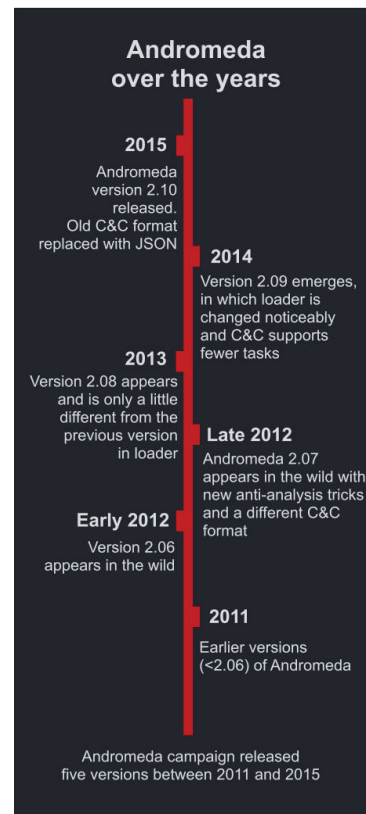 Andromeda
over the years
2015
Andromeda
version 2.10
released.
Old C&C format
replaced with JSON
2014
Version 2.09 emerges,
in which loader is
changed noticeably
and C&C supports
fewer tasks
2013
Version 2.08 appears
and is only a little
different from the
previous version
in loader
Late 2012
Andromeda 2.07
appears in the wild with
new anti-analysis tricks
and a different C&C
format
Early 2012
Version 2.06
appears in the wild
2011
Earlier versions
(<2.06) of Andromeda
Andromeda campaign released
five versions between 2011 and 2015